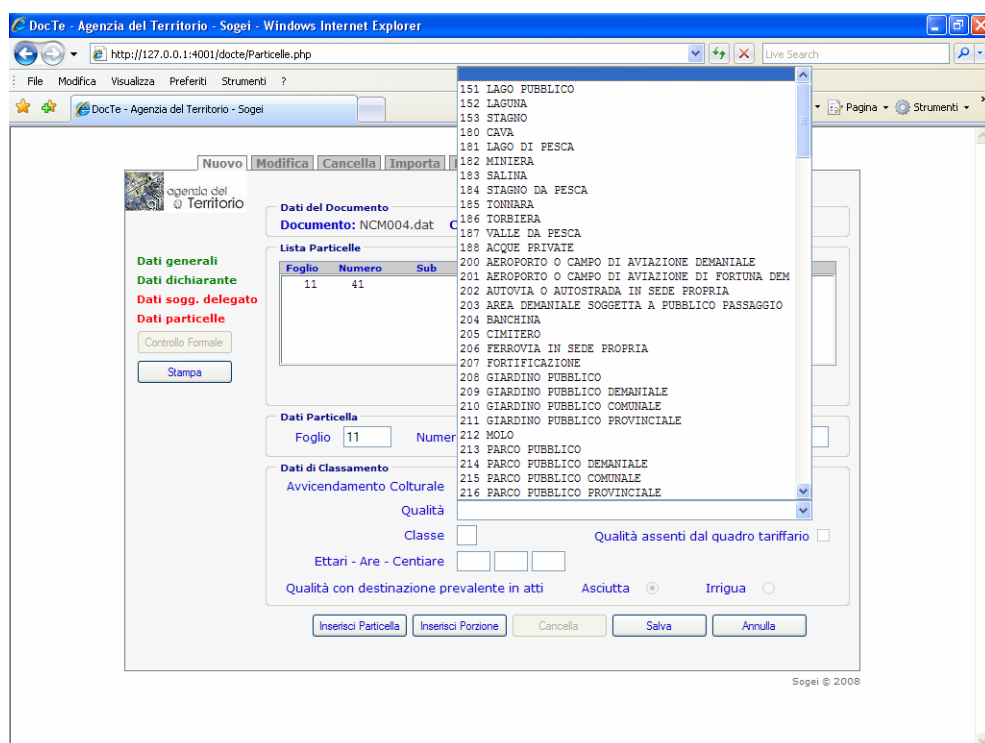 DocTe - Agenzia del Territorio - Sogei - Windows Internet Explorer
http://127.0.0.1:4001/docte/Particelle.php
Live Search
File Modifica Visualizza Preferiti Strumenti ?
DocTe - Agenzia del Territorio - Sogei
Pagina Strumenti
Nuovo Modifica Cancella Importa
agenzia del
Territorio
Dati del Documento
Documento: NCM004.dat
Lista Particelle
Foglio Numero Sub
11 41
Dati generali
Dati dichiarante
Dati sogg. delegato
Dati particelle
Controllo Formale
Stampa
151 LAGO PUBBLICO
152 LAGUNA
153 STAGNO
180 CAVA
181 LAGO DI PESCA
182 MINIERA
183 SALINA
184 STAGNO DA PESCA
185 TONNARA
186 TORBIERA
187 VALLE DA PESCA
188 ACQUE PRIVATE
200 AEROPORTO O CAMPO DI AVIAZIONE DEMANIALE
201 AEROPORTO O CAMPO DI AVIAZIONE DI FORTUNA DEM
202 AUTOVIA O AUTOSTRADA IN SEDE PROPRIA
203 AREA DEMANIALE SOGGETTA A PUBBLICO PASSAGGIO
204 BANCHINA
205 CIMITERO
206 FERROVIA IN SEDE PROPRIA
207 FORTIFICAZIONE
208 GIARDINO PUBBLICO
209 GIARDINO PUBBLICO DEMANIALE
210 GIARDINO PUBBLICO COMUNALE
211 GIARDINO PUBBLICO PROVINCIALE
212 MOLO
213 PARCO PUBBLICO
214 PARCO PUBBLICO DEMANIALE
215 PARCO PUBBLICO COMUNALE
216 PARCO PUBBLICO PROVINCIALE
Dati Particella
Foglio 11 Numer
Dati di Classamento
Avvicendamento Colturale
Qualità
Classe Qualità assenti dal quadro tariffario
Ettari - Are - Centiare
Qualità con destinazione prevalente in atti Asciutta Irrigua
Inserisci Particella Inserisci Porzione Cancella Salva Annulla
Sogei © 2008